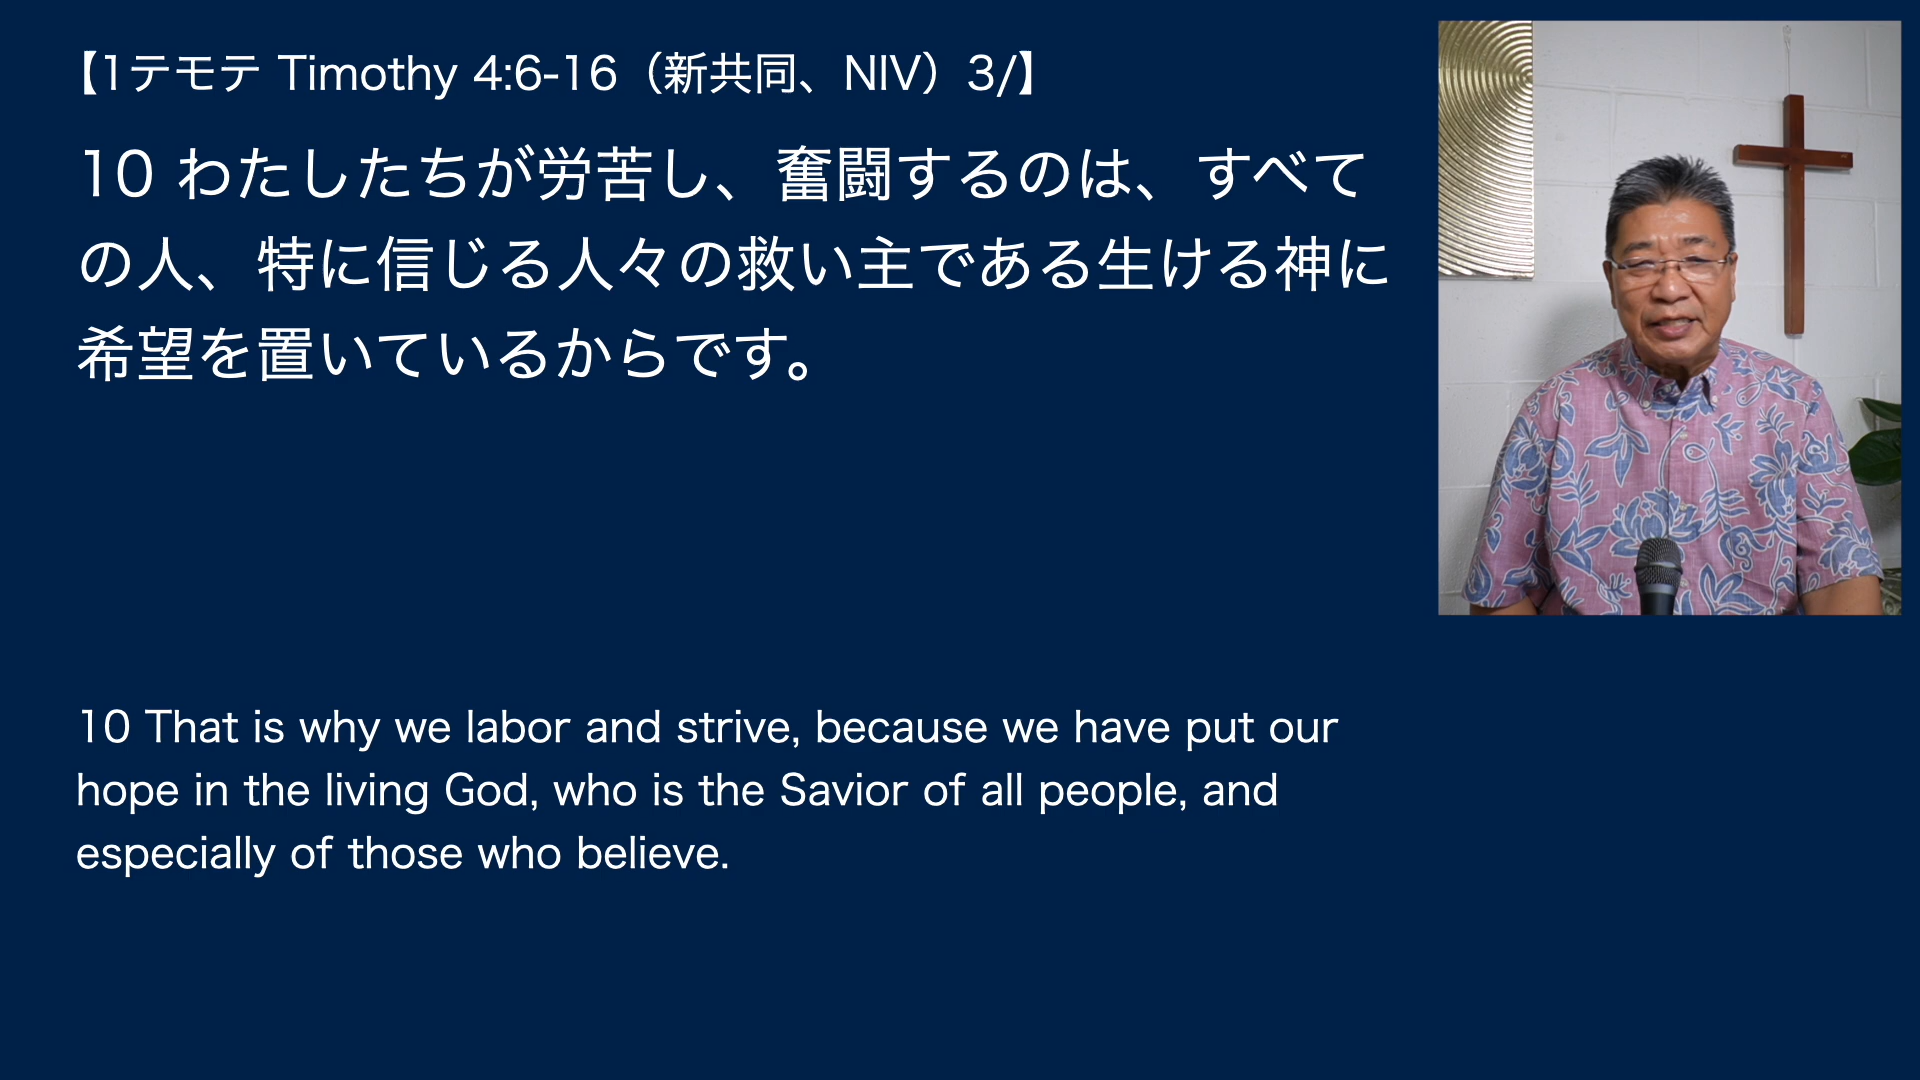 【1テモテ Timothy 4:6-16（新共同、NIV）3/】
10 わたしたちが労苦し、奮闘するのは、すべて
の人、特に信じる人々の救い主である生ける神に
希望を置いているからです。
10 That is why we labor and strive, because we have put our
hope in the living God, who is the Savior of all people, and
especially of those who believe.